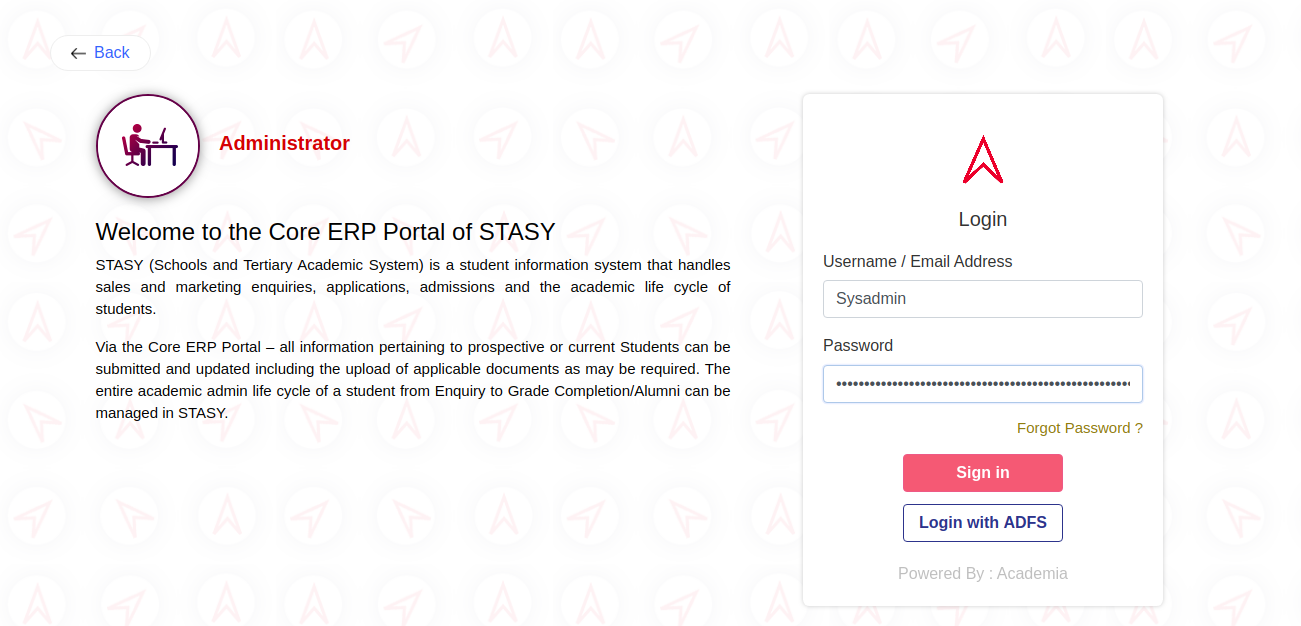 Back
Administrator
Welcome to the Core ERP Portal of STASY
STASY (Schools and Tertiary Academic System) is a student information system that handles
sales and marketing enquiries, applications, admissions and the academic life cycle of
students.
Via the Core ERP Portal – all information pertaining to prospective or current Students can be
submitted and updated including the upload of applicable documents as may be required. The
entire academic admin life cycle of a student from Enquiry to Grade Completion/Alumni can be
managed in STASY.
Login
Username / Email Address
Sysadmin
Password
Forgot Password ?
Sign in
Login with ADFS
Powered By : Academia